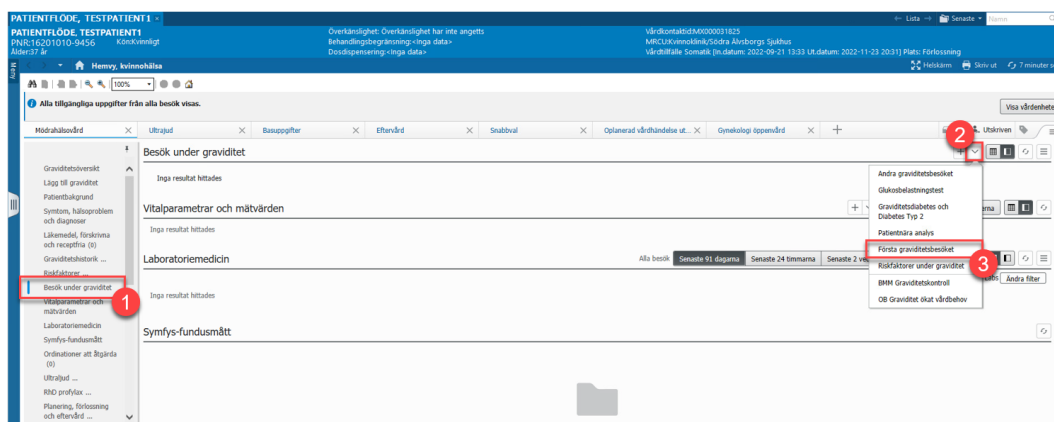 PATIENTFLÖDE, TESTPATIENT1 ×
← Lista → Senaste Namn
PATIENTFLÖDE, TESTPATIENT1
PNR:16201010-9456 Kön:Kvinnligt
Ålder:37 år
Överkänslighet: Överkänslighet har inte angetts
Behandlingsbegränsning:<Inga data>
Dosdispensering:<Inga data>
VårdkontaktId:MX000031825
MRCU:Kvinnoklinik/Södra Älvsborgs Sjukhus
Vårdtillfälle Somatik [In.datum: 2022-09-21 13:33 Ut.datum: 2022-11-23 20:31] Plats: Förlossning
Meny
Hemvy, kvinnohälsa
Helskärm Skriv ut 7 minuter
100%
Alla tillgängliga uppgifter från alla besök visas.
Visa vårdenhete
Mödrahälsovård × Ultrajud × Basuppgifter × Eftervård × Snabbval × Oplanerad vårdhändelse ut... × Gynekologi öppenvård × +
Utskriven
2
Graviditetsöversikt
Lägg till graviditet
Patientbakgrund
Symtom, hälsoproblem
och diagnoser
Läkemedel, förskrivna
och receptfria (0)
Graviditetshistorik ...
Riskfaktorer ...
Besök under graviditet
1
Vitalparametrar och
mätvärden
Laboratoriemedicin
Symfys-fundusmått
Ordinationer att åtgärda
(0)
Ultraljud ...
RhD profylax ...
Planering, förlossning
och eftervård ...
Besök under graviditet
Inga resultat hittades
Andra graviditetsbesöket
Glukosbelastningstest
Graviditetsdiabetes och
Diabetes Typ 2
Patientnära analys
Första graviditetsbesöket
3
Riskfaktorer under graviditet
BMM Graviditetskontroll
OB Graviditet ökat vårdbehov
Vitalparametrar och mätvärden
Inga resultat hittades
Laboratoriemedicin
Alla besök Senaste 91 dagarna Senaste 24 timmarna Senaste 2 ve
Ändra filter
Inga resultat hittades
Symfys-fundusmått